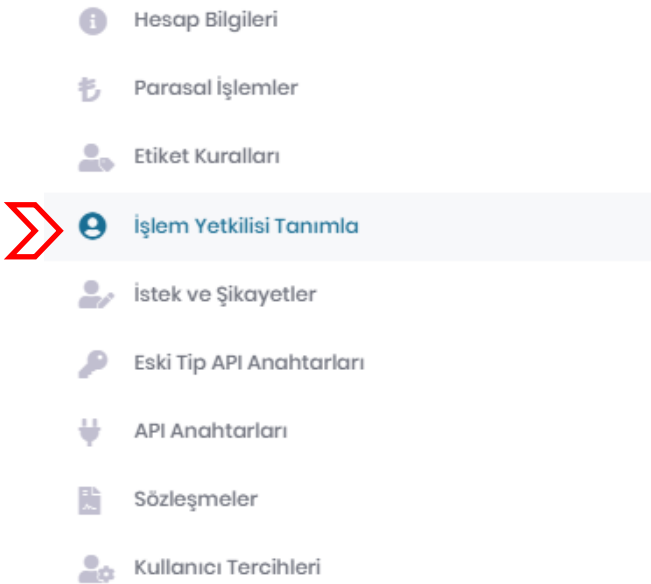 Hesap Bilgileri
Parasal İşlemler
Etiket Kuralları
İşlem Yetkilisi Tanımla
İstek ve Şikayetler
Eski Tip API Anahtarları
API Anahtarları
Sözleşmeler
Kullanıcı Tercihleri